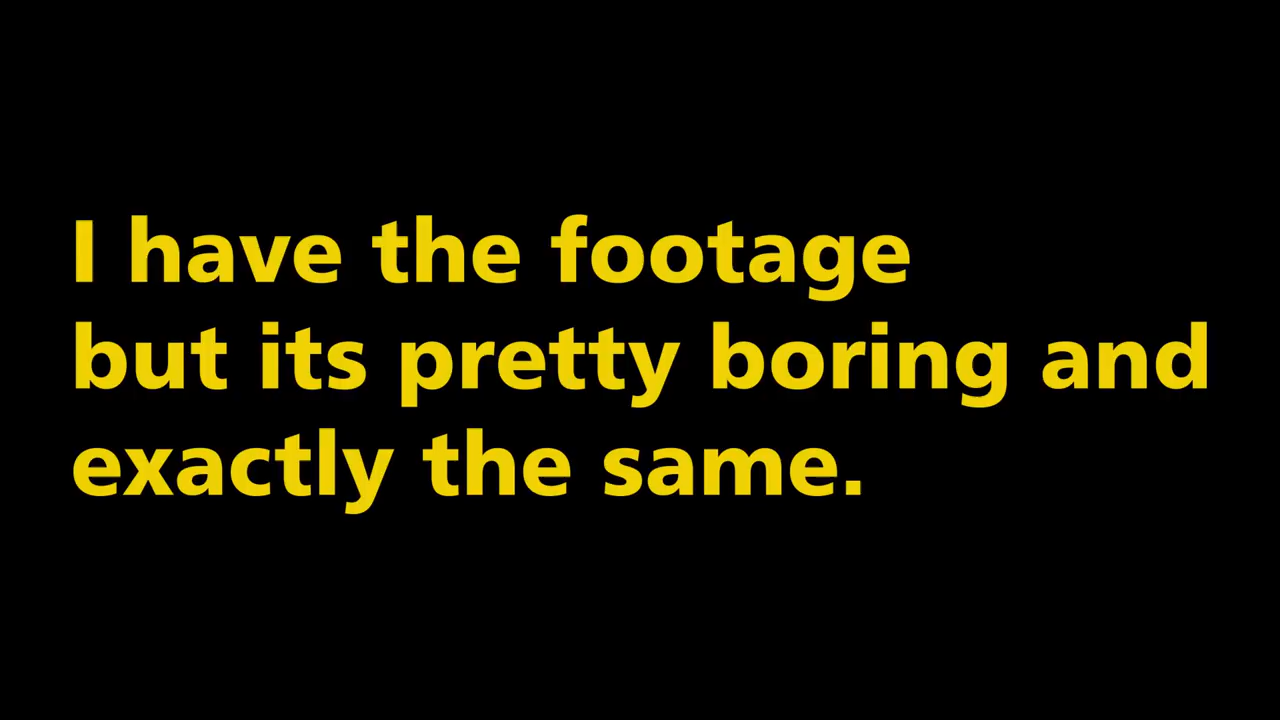 I have the footage
but its pretty boring and
exactly the same.